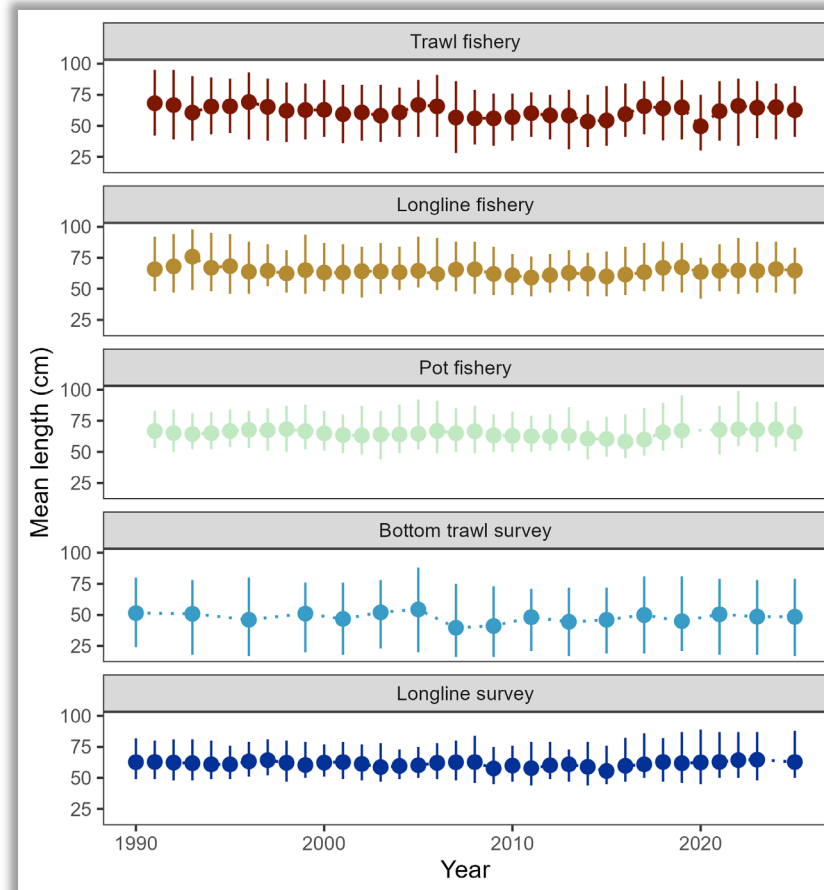 Trawl fishery
100
75
50
25
Longline fishery
100
75
50
25
Pot fishery
100
75
50
25
Bottom trawl survey
100
75
50
25
Longline survey
100
75
50
25
Mean length (cm)
1990 2000 2010 2020
Year